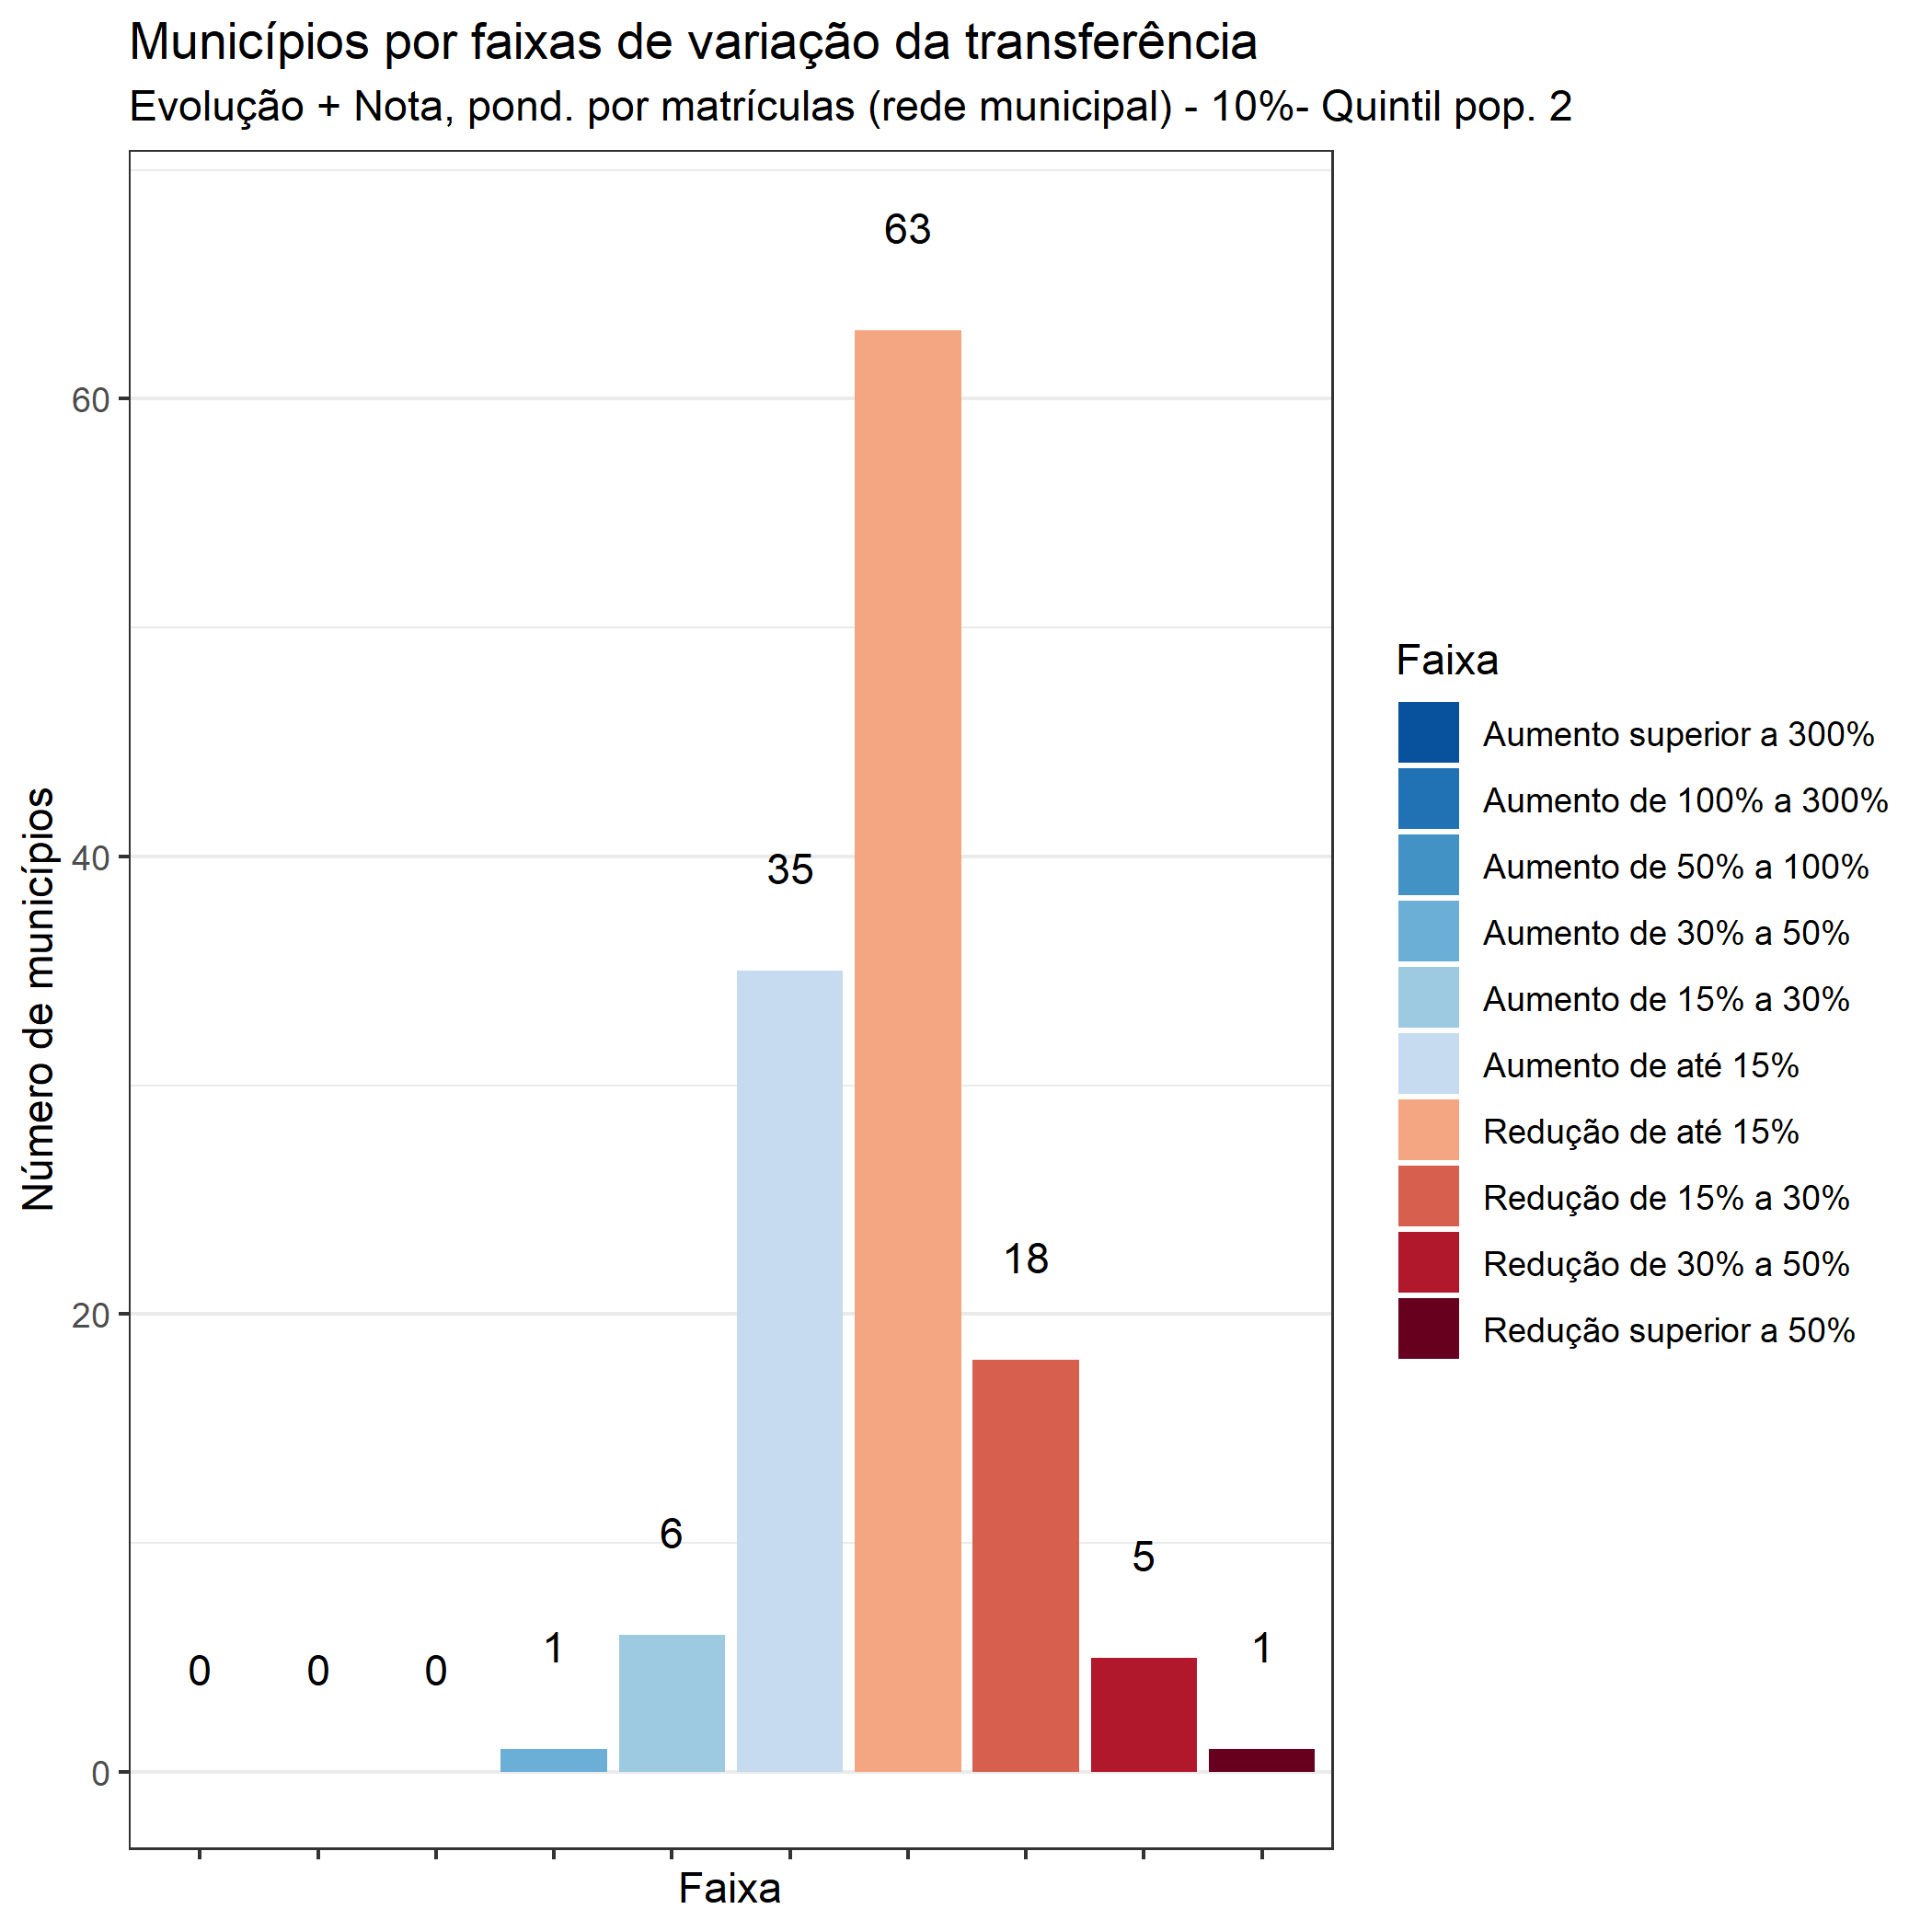 Municípios por faixas de variação da transferência
Evolução + Nota, pond. por matrículas (rede municipal) - 10%- Quintil pop. 2
Número de municípios
60
40
20
0
0
0
0
1
6
35
63
18
5
1
Faixa
Faixa
Aumento superior a 300%
Aumento de 100% a 300%
Aumento de 50% a 100%
Aumento de 30% a 50%
Aumento de 15% a 30%
Aumento de até 15%
Redução de até 15%
Redução de 15% a 30%
Redução de 30% a 50%
Redução superior a 50%